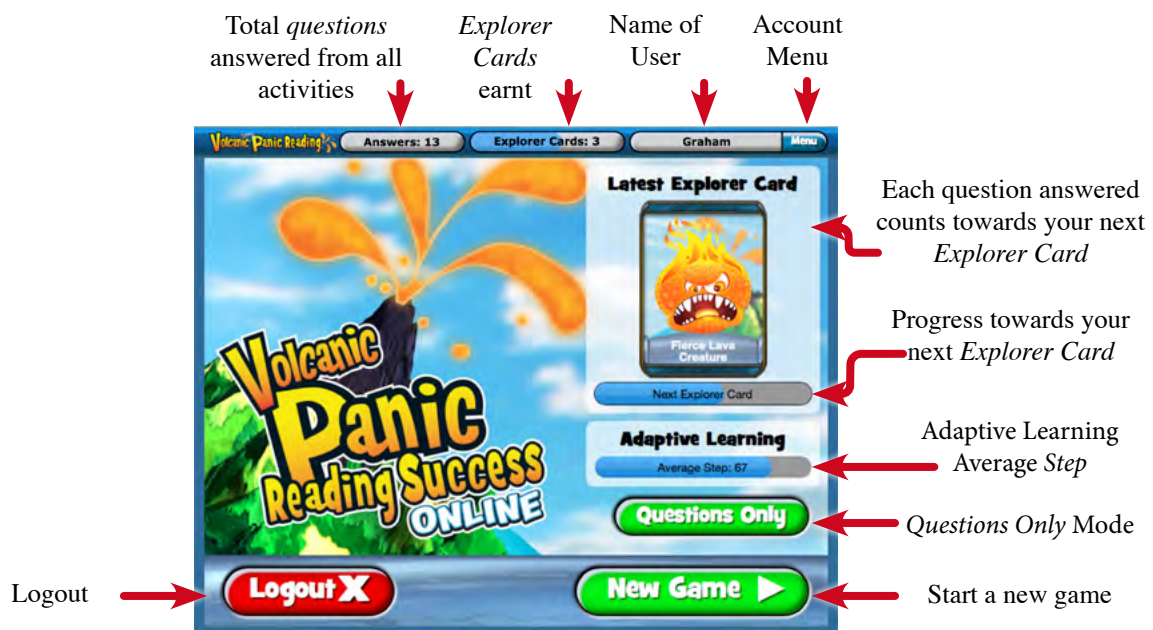 Total questions
answered from all
activities
Explorer
Cards
earnt
Name of
User
Account
Menu
Volcanic Panic Reading
Answers: 13
Explorer Cards: 3
Graham
Menu
Latest Explorer Card
Fierce Lava
Creature
Next Explorer Card
Adaptive Learning
Average Step: 67
Questions Only
Volcanic
Panic
Reading Success
ONLINE
Logout X
New Game
Each question answered
counts towards your next
Explorer Card
Progress towards your
next Explorer Card
Adaptive Learning
Average Step
Questions Only Mode
Start a new game
Logout